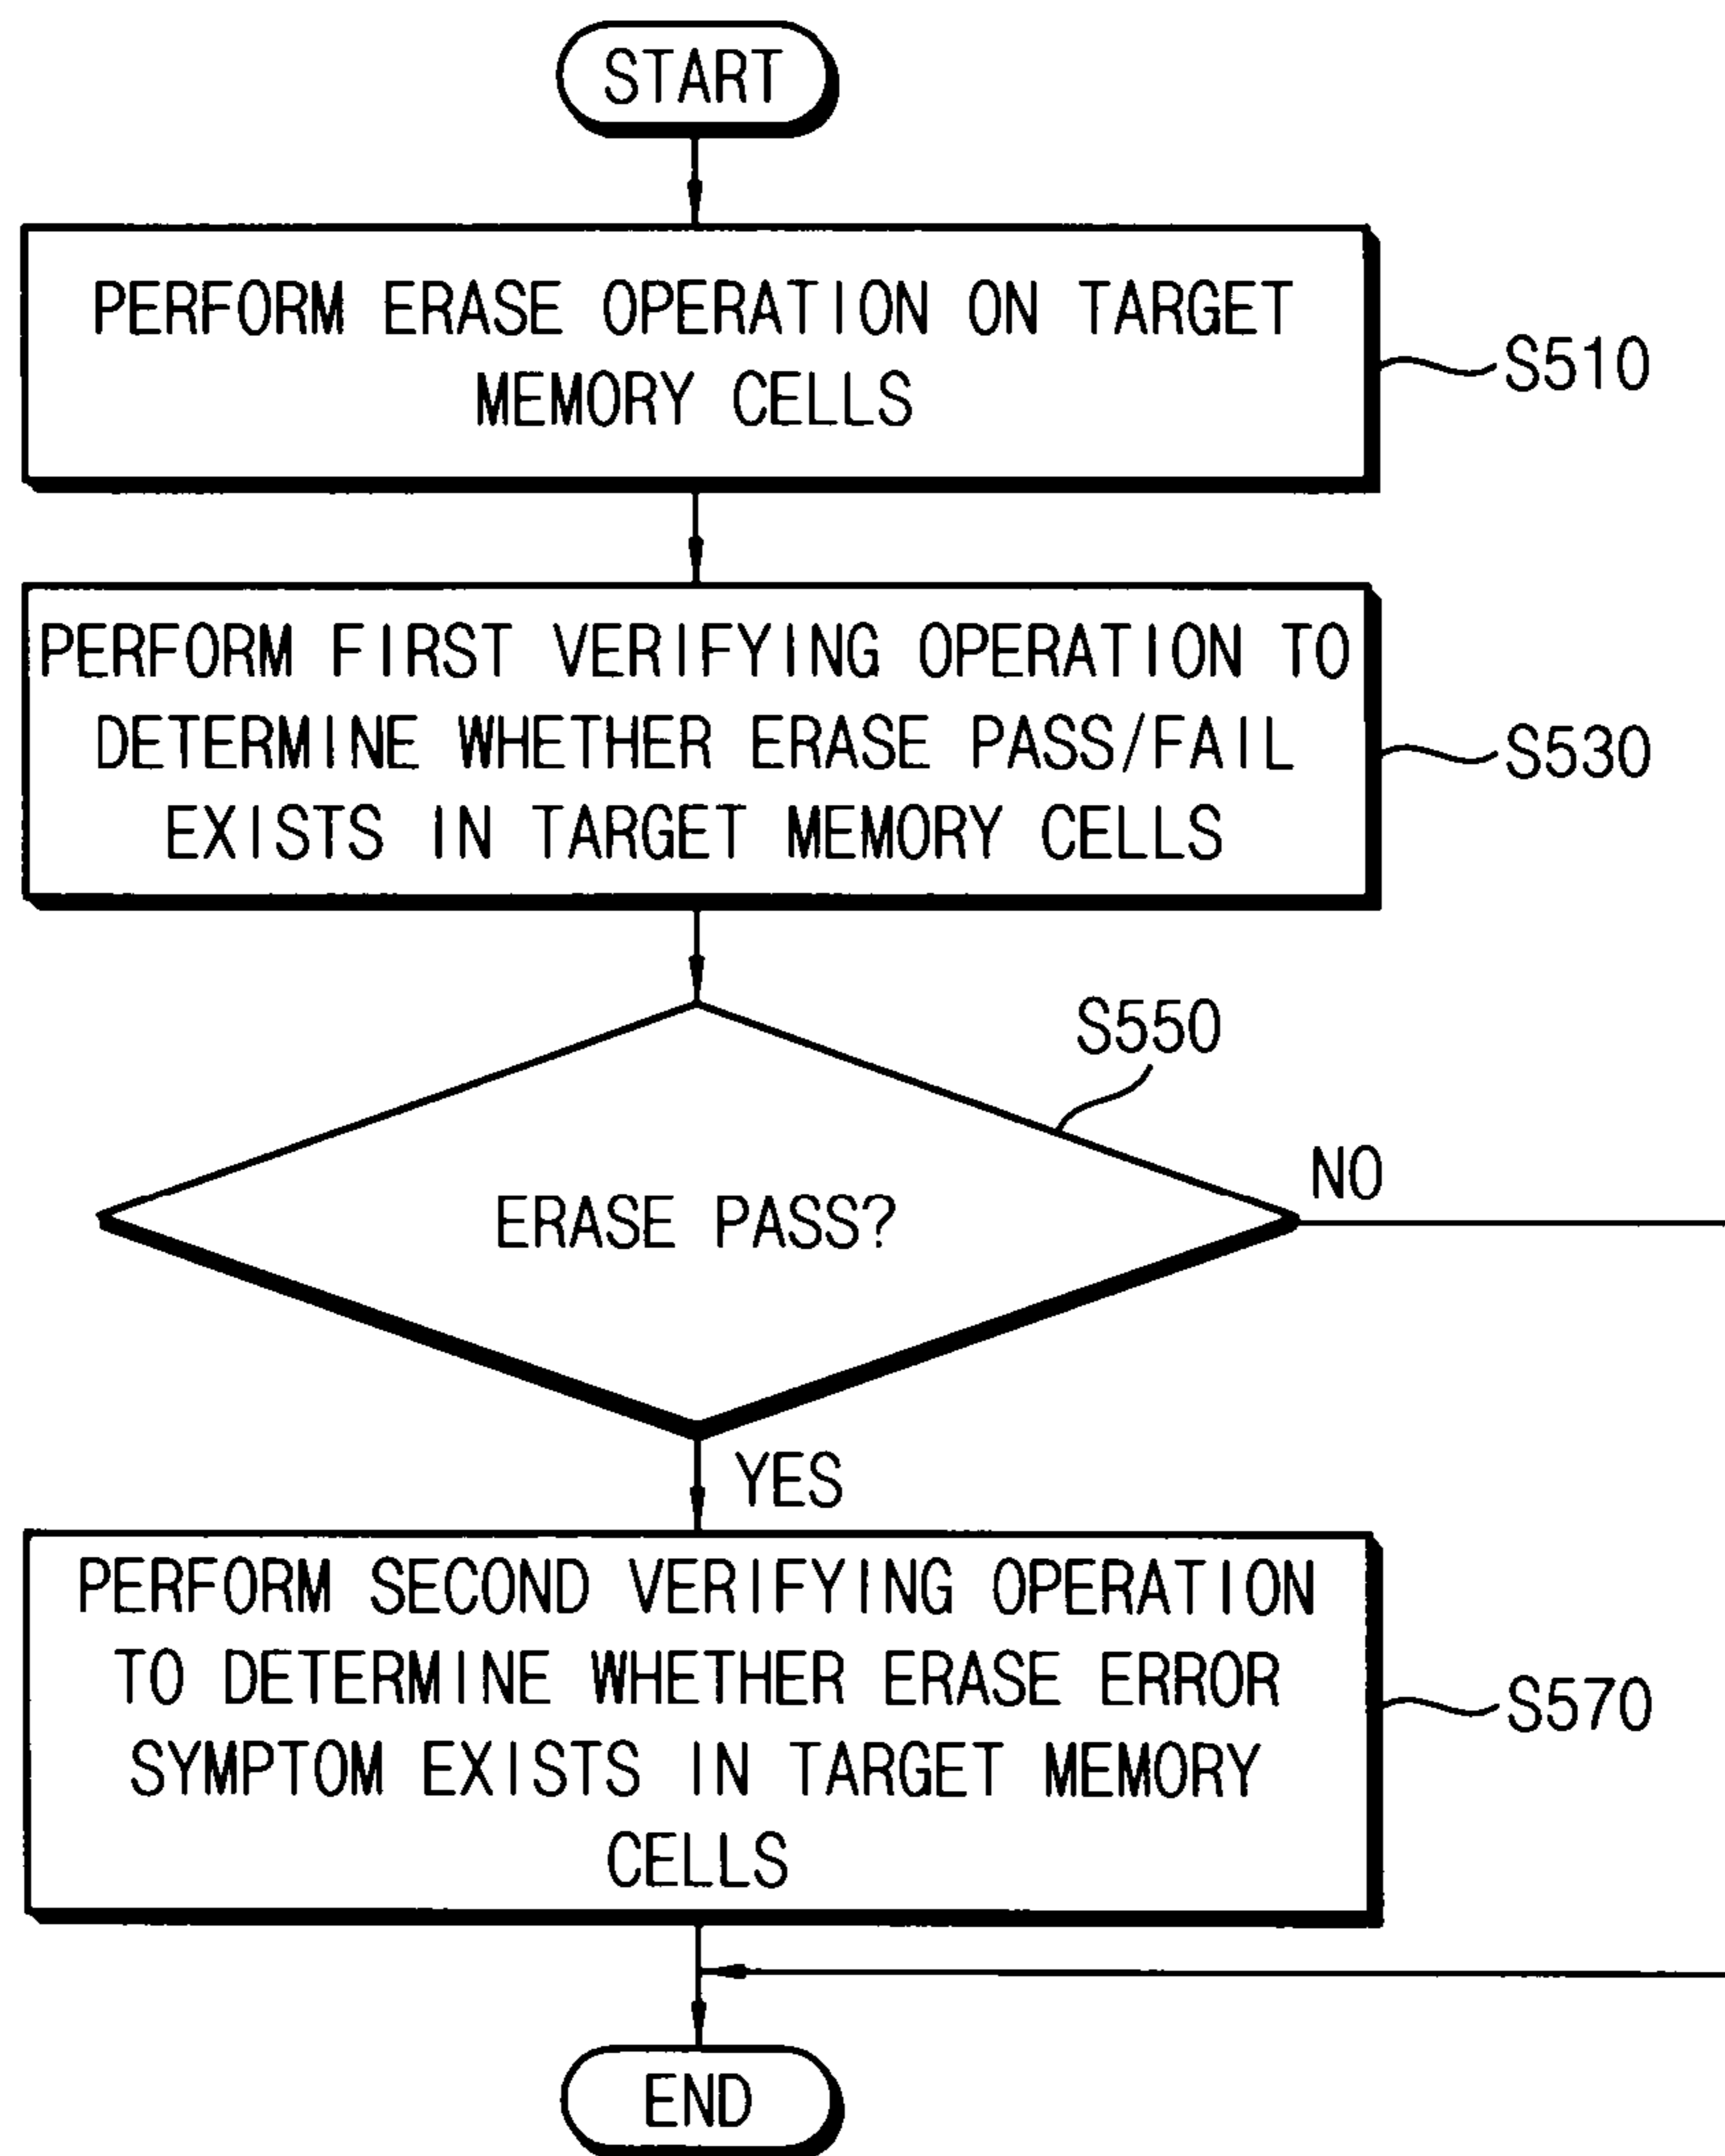 START
PERFORM ERASE OPERATION ON TARGET
MEMORY CELLS
S510
PERFORM FIRST VERIFYING OPERATION TO
DETERMINE WHETHER ERASE PASS/FAIL
EXISTS IN TARGET MEMORY CELLS
S530
S550
ERASE PASS?
NO
YES
PERFORM SECOND VERIFYING OPERATION
TO DETERMINE WHETHER ERASE ERROR
SYMPTOM EXISTS IN TARGET MEMORY
CELLS
S570
END